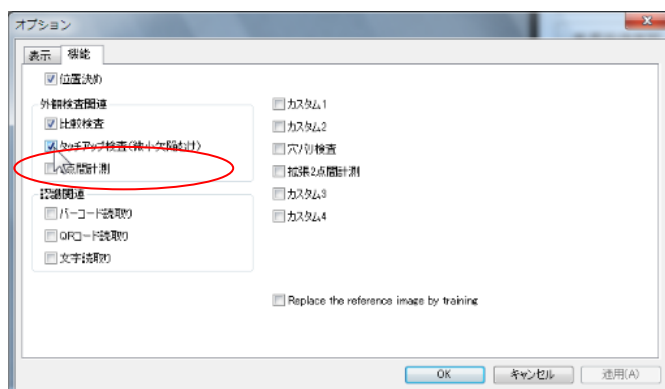 オプション
表示 機能
位置決め
外観検査関連
比較検査
タッチアップ検査(微小欠陥向け)
2点間計測
認識関連
バーコード読取り
QRコード読取り
文字読取り
カスタム1
カスタム2
穴バリ検査
拡張2点間計測
カスタム3
カスタム4
Replace the reference image by training
OK キャンセル 適用(A)